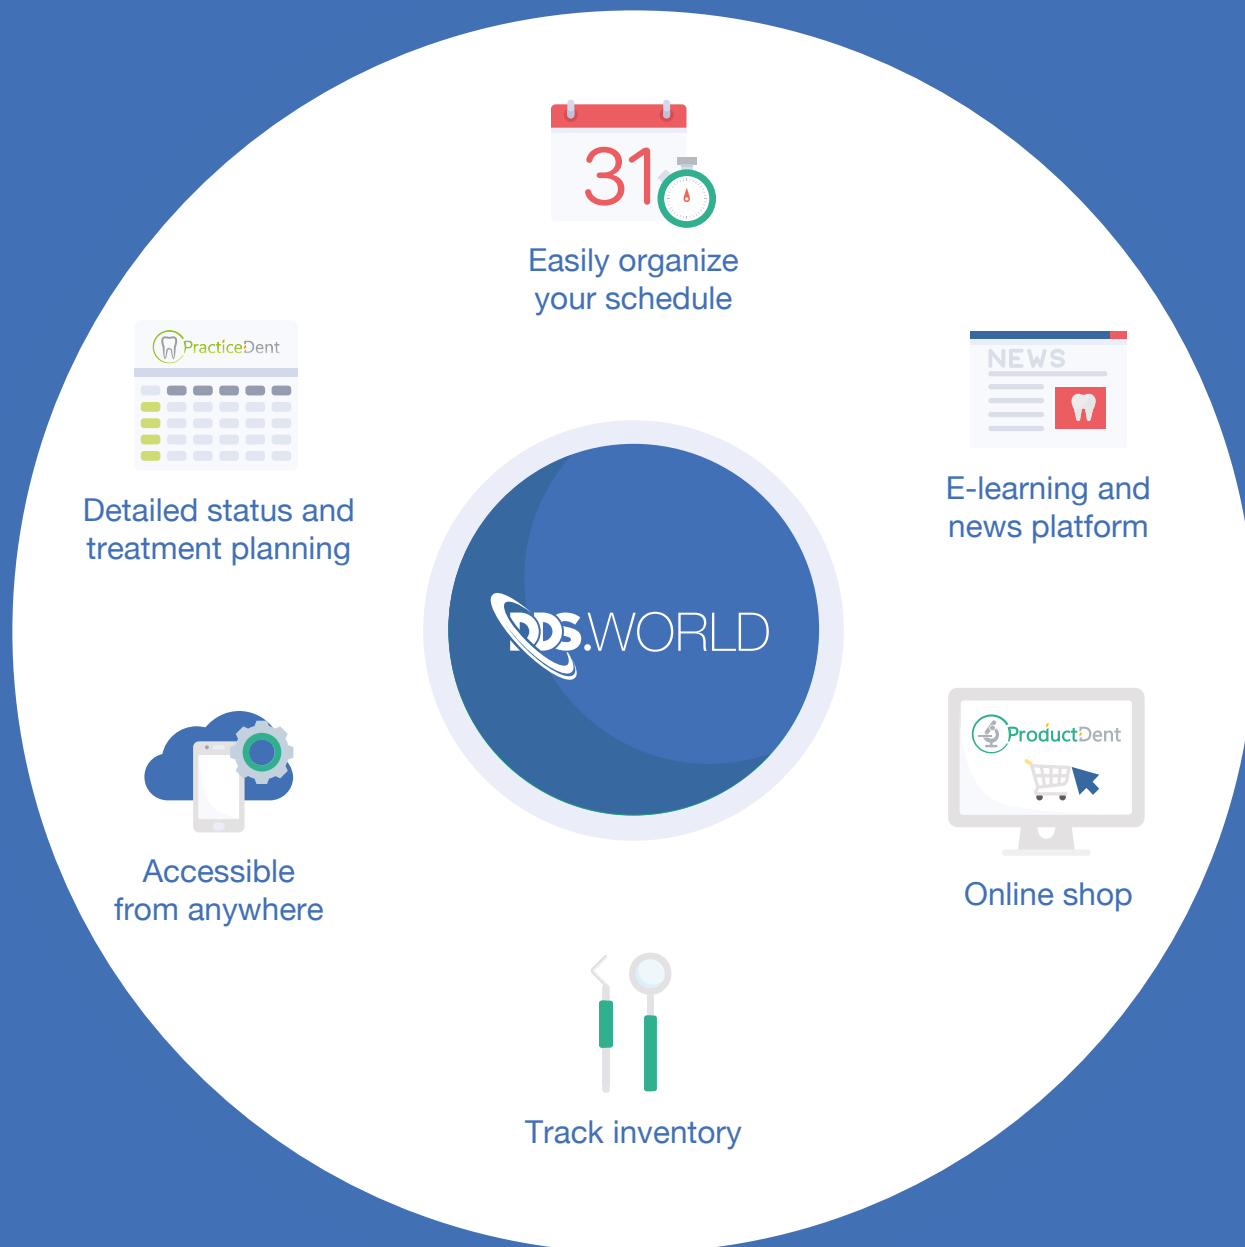 31
Easily organize
your schedule
PracticeDent
Detailed status and
treatment planning
NEWS
E-learning and
news platform
DDS.WORLD
Accessible
from anywhere
ProductDent
Online shop
Track inventory